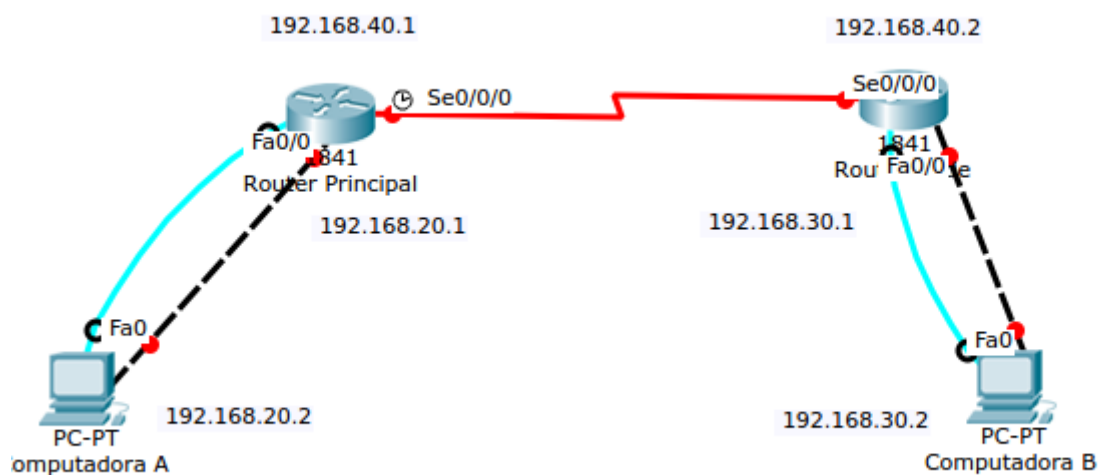 192.168.40.1
192.168.40.2
Se0/0/0
Se0/0/0
Fa0/0
1841
Router Principal
1841
Fa0/0
192.168.20.1
192.168.30.1
Fa0
Fa0
192.168.20.2
192.168.30.2
PC-PT
Computadora A
PC-PT
Computadora B